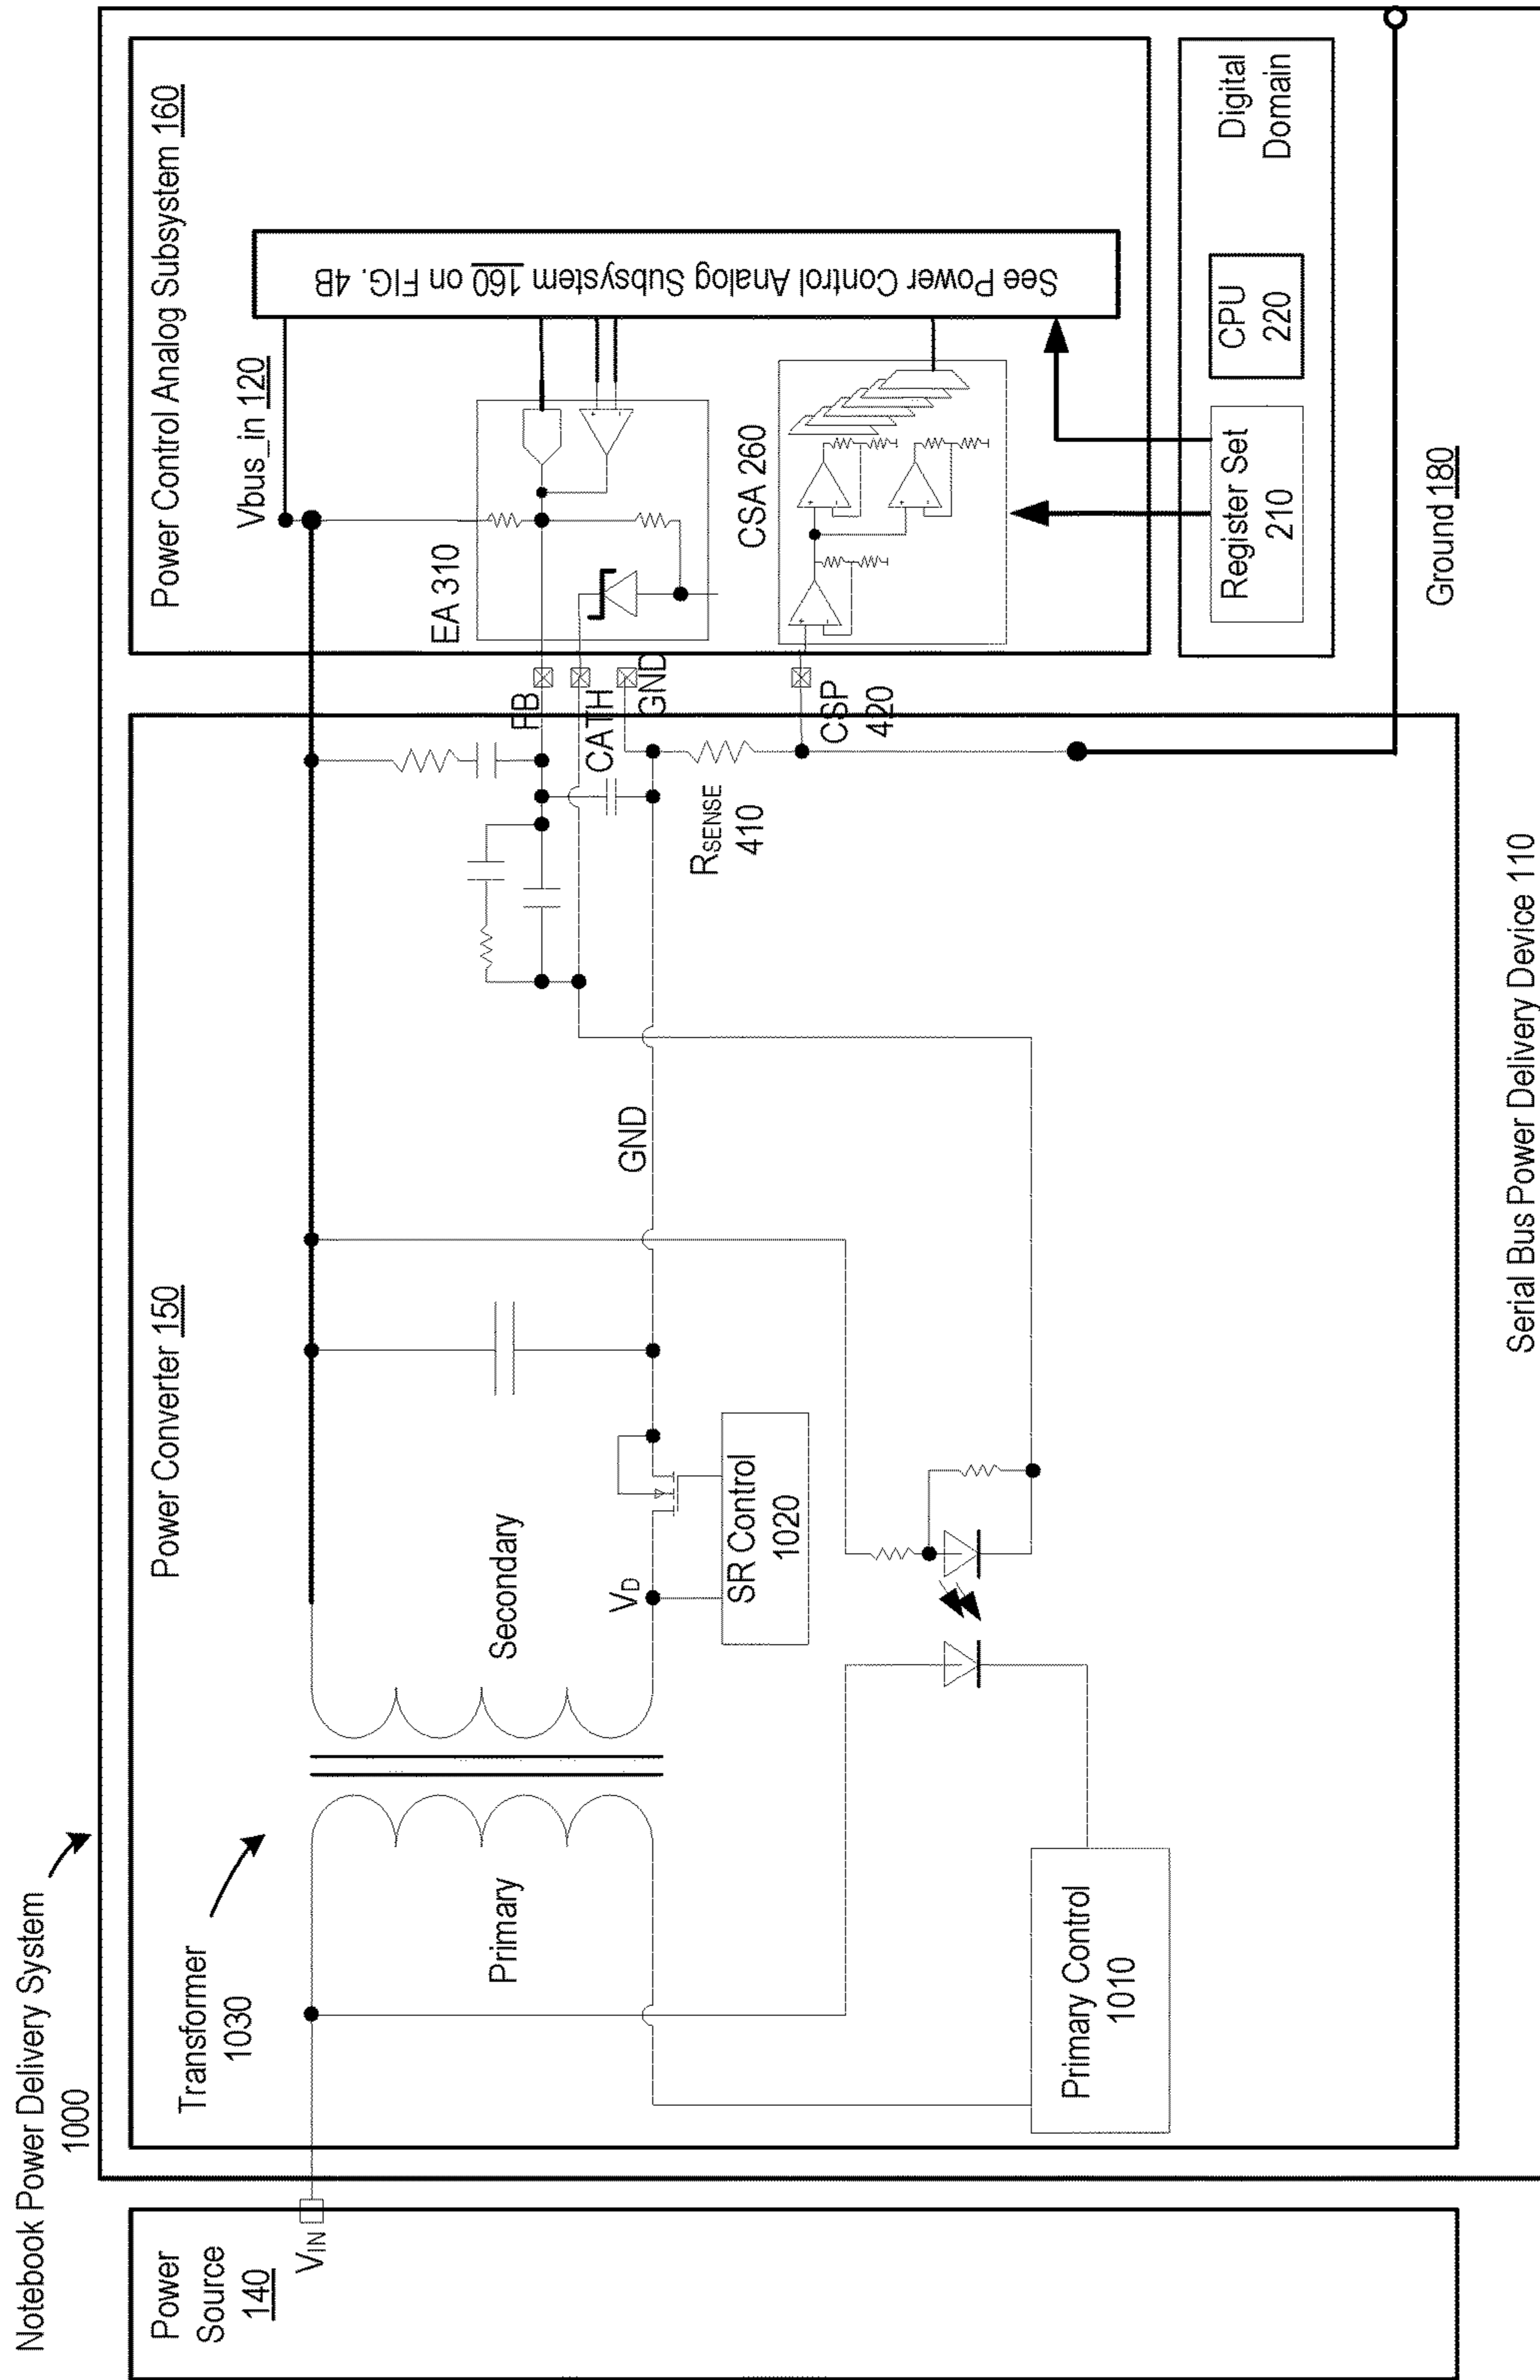 Notebook Power Delivery System
1000
Power
Source
140
VIN
Transformer
1030
Primary
Secondary
Primary Control
1010
Power Converter 150
VD
SR Control
1020
GND
RSENSE
410
FB
CATH
GND
CSP
420
Power Control Analog Subsystem 160
Vbus_in 120
EA 310
CSA 260
See Power Control Analog Subsystem 160 on FIG. 4B
Register Set
210
CPU
220
Digital
Domain
Ground 180
Serial Bus Power Delivery Device 110